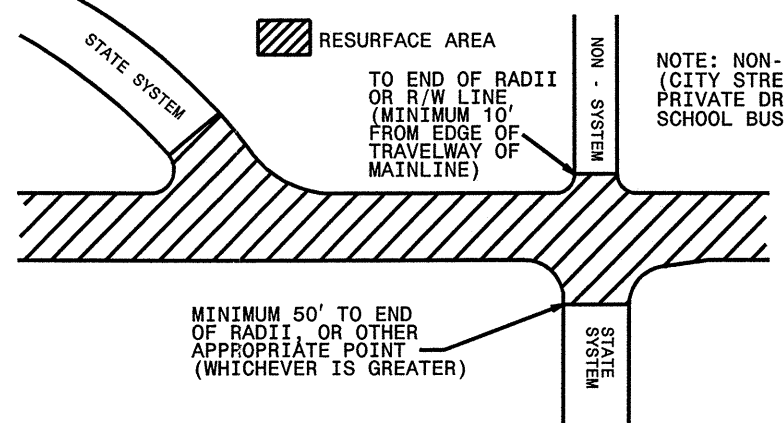 STATE SYSTEM
RESURFACE AREA
TO END OF RADII
OR R/W LINE
(MINIMUM 10'
FROM EDGE OF
TRAVELWAY OF
MAINLINE)
NON - SYSTEM
NOTE: NON-
(CITY STRE
PRIVATE DR
SCHOOL BUS
MINIMUM 50' TO END
OF RADII, OR OTHER
APPROPRIATE POINT
(WHICHEVER IS GREATER)
STATE
SYSTEM